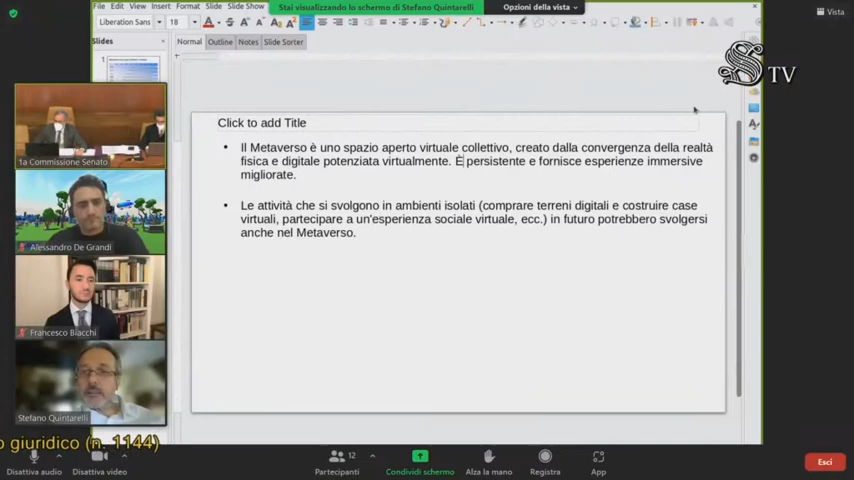 File Edit View Insert Format Slide Slide Show
Stai visualizzando lo schermo di Stefano Quintarelli
Opzioni della vista
Vista
Liberation Sans
18
Slides
Normal Outline Notes Slide Sorter
1
S TV
Click to add Title
• Il Metaverso è uno spazio aperto virtuale collettivo, creato dalla convergenza della realtà
fisica e digitale potenziata virtualmente. È persistente e fornisce esperienze immersive
migliorate.
• Le attività che si svolgono in ambienti isolati (comprare terreni digitali e costruire case
virtuali, partecipare a un'esperienza sociale virtuale, ecc.) in futuro potrebbero svolgersi
anche nel Metaverso.
1a Commissione Senato
Alessandro De Grandi
Francesco Biacchi
Stefano Quintarelli
o giuridico (n. 1144)
12
Disattiva audio
Disattiva video
Partecipanti
Condividi schermo
Alza la mano
Registra
App
Esci